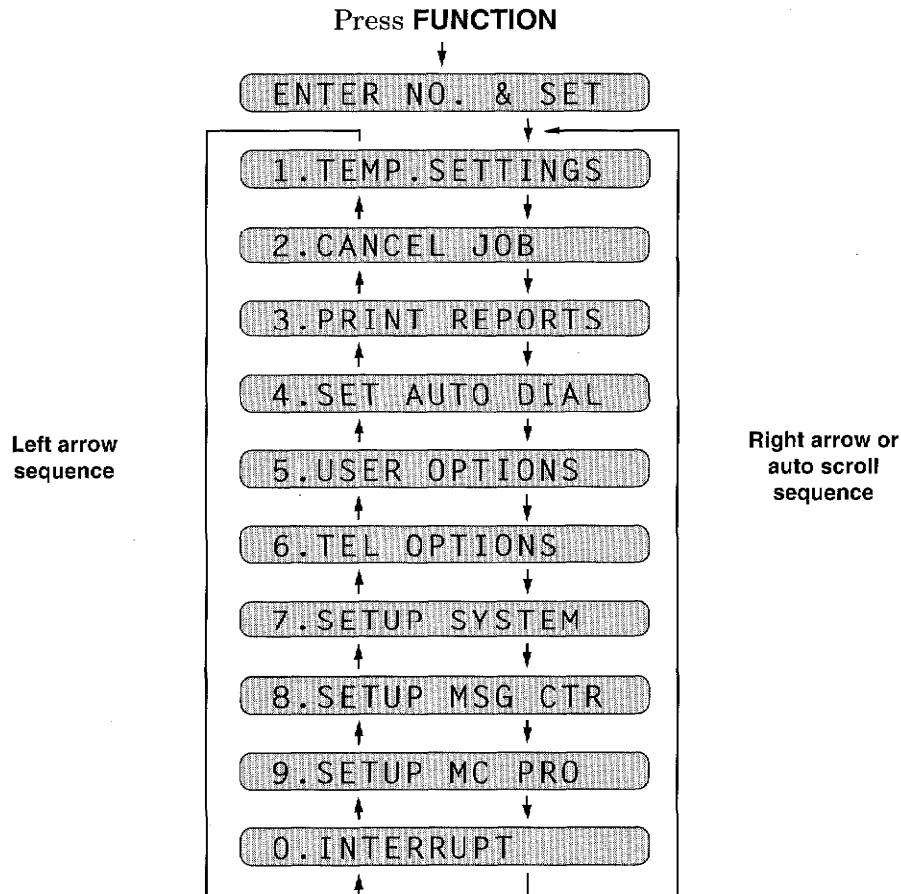 Press FUNCTION
ENTER NO. & SET
1.TEMP.SETTINGS
2.CANCEL JOB
3.PRINT REPORTS
4.SET AUTO DIAL
Left arrow
sequence
5.USER OPTIONS
Right arrow or
auto scroll
sequence
6.TEL OPTIONS
7.SETUP SYSTEM
8.SETUP MSG CTR
9.SETUP MC PRO
0.INTERRUPT